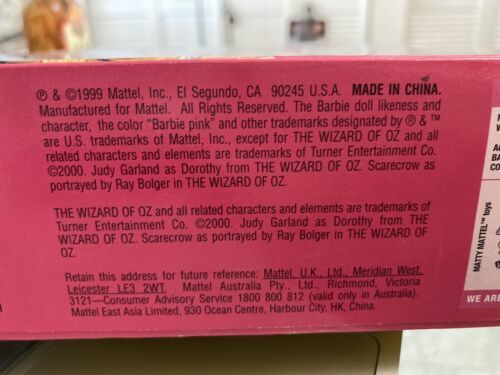 ℗ & ©1999 Mattel, Inc., El Segundo, CA 90245 U.S.A. MADE IN CHINA.
Manufactured for Mattel. All Rights Reserved. The Barbie doll likeness and
character, the color "Barbie pink" and other trademarks designated by ® & ™
are U.S. trademarks of Mattel, Inc., except for THE WIZARD OF OZ and all
related characters and elements are trademarks of Turner Entertainment Co.
©2000. Judy Garland as Dorothy from THE WIZARD OF OZ. Scarecrow as
portrayed by Ray Bolger in THE WIZARD OF OZ.
THE WIZARD OF OZ and all related characters and elements are trademarks of
Turner Entertainment Co. ©2000. Judy Garland as Dorothy from THE
WIZARD OF OZ. Scarecrow as portrayed by Ray Bolger in THE WIZARD OF OZ.
Retain this address for future reference: Mattel, U.K., Ltd., Meridian West,
Leicester LE3 2WT. Mattel Australia Pty., Ltd., Richmond, Victoria
3121—Consumer Advisory Service 1800 800 812 (valid only in Australia).
Mattel East Asia Limited, 930 Ocean Centre, Harbour City, HK, China.
MATTY MATTEL™ toys
WE ARE